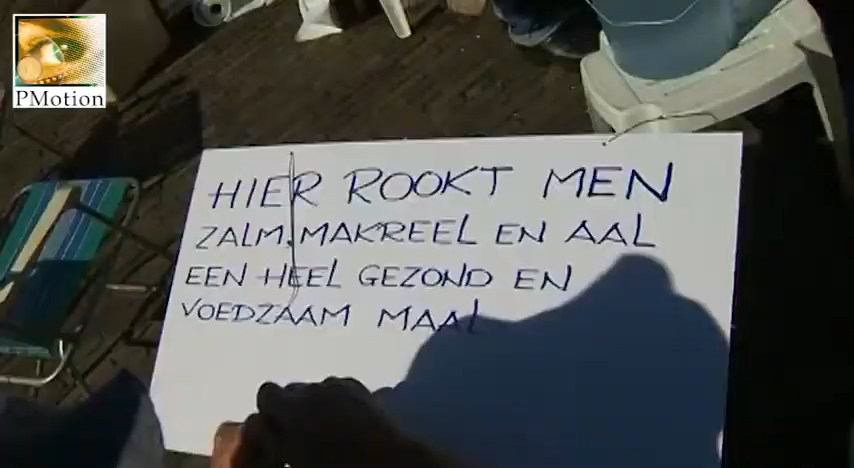 PMotion
HIER ROOKT MEN
ZALM, MAKREEL EN AAL
EEN HEEL GEZOND EN
VOEDZAAM MAAL